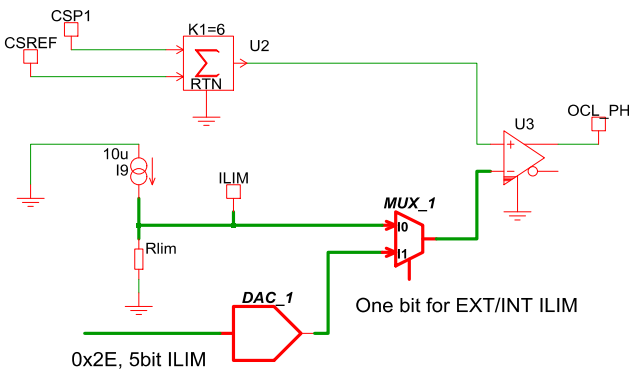 CSP1
CSREF
K1=6
U2
Σ
RTN
OCL_PH
U3
+
−
10u
I9
ILIM
MUX_1
I0
I1
Rlim
DAC_1
One bit for EXT/INT ILIM
0x2E, 5bit ILIM